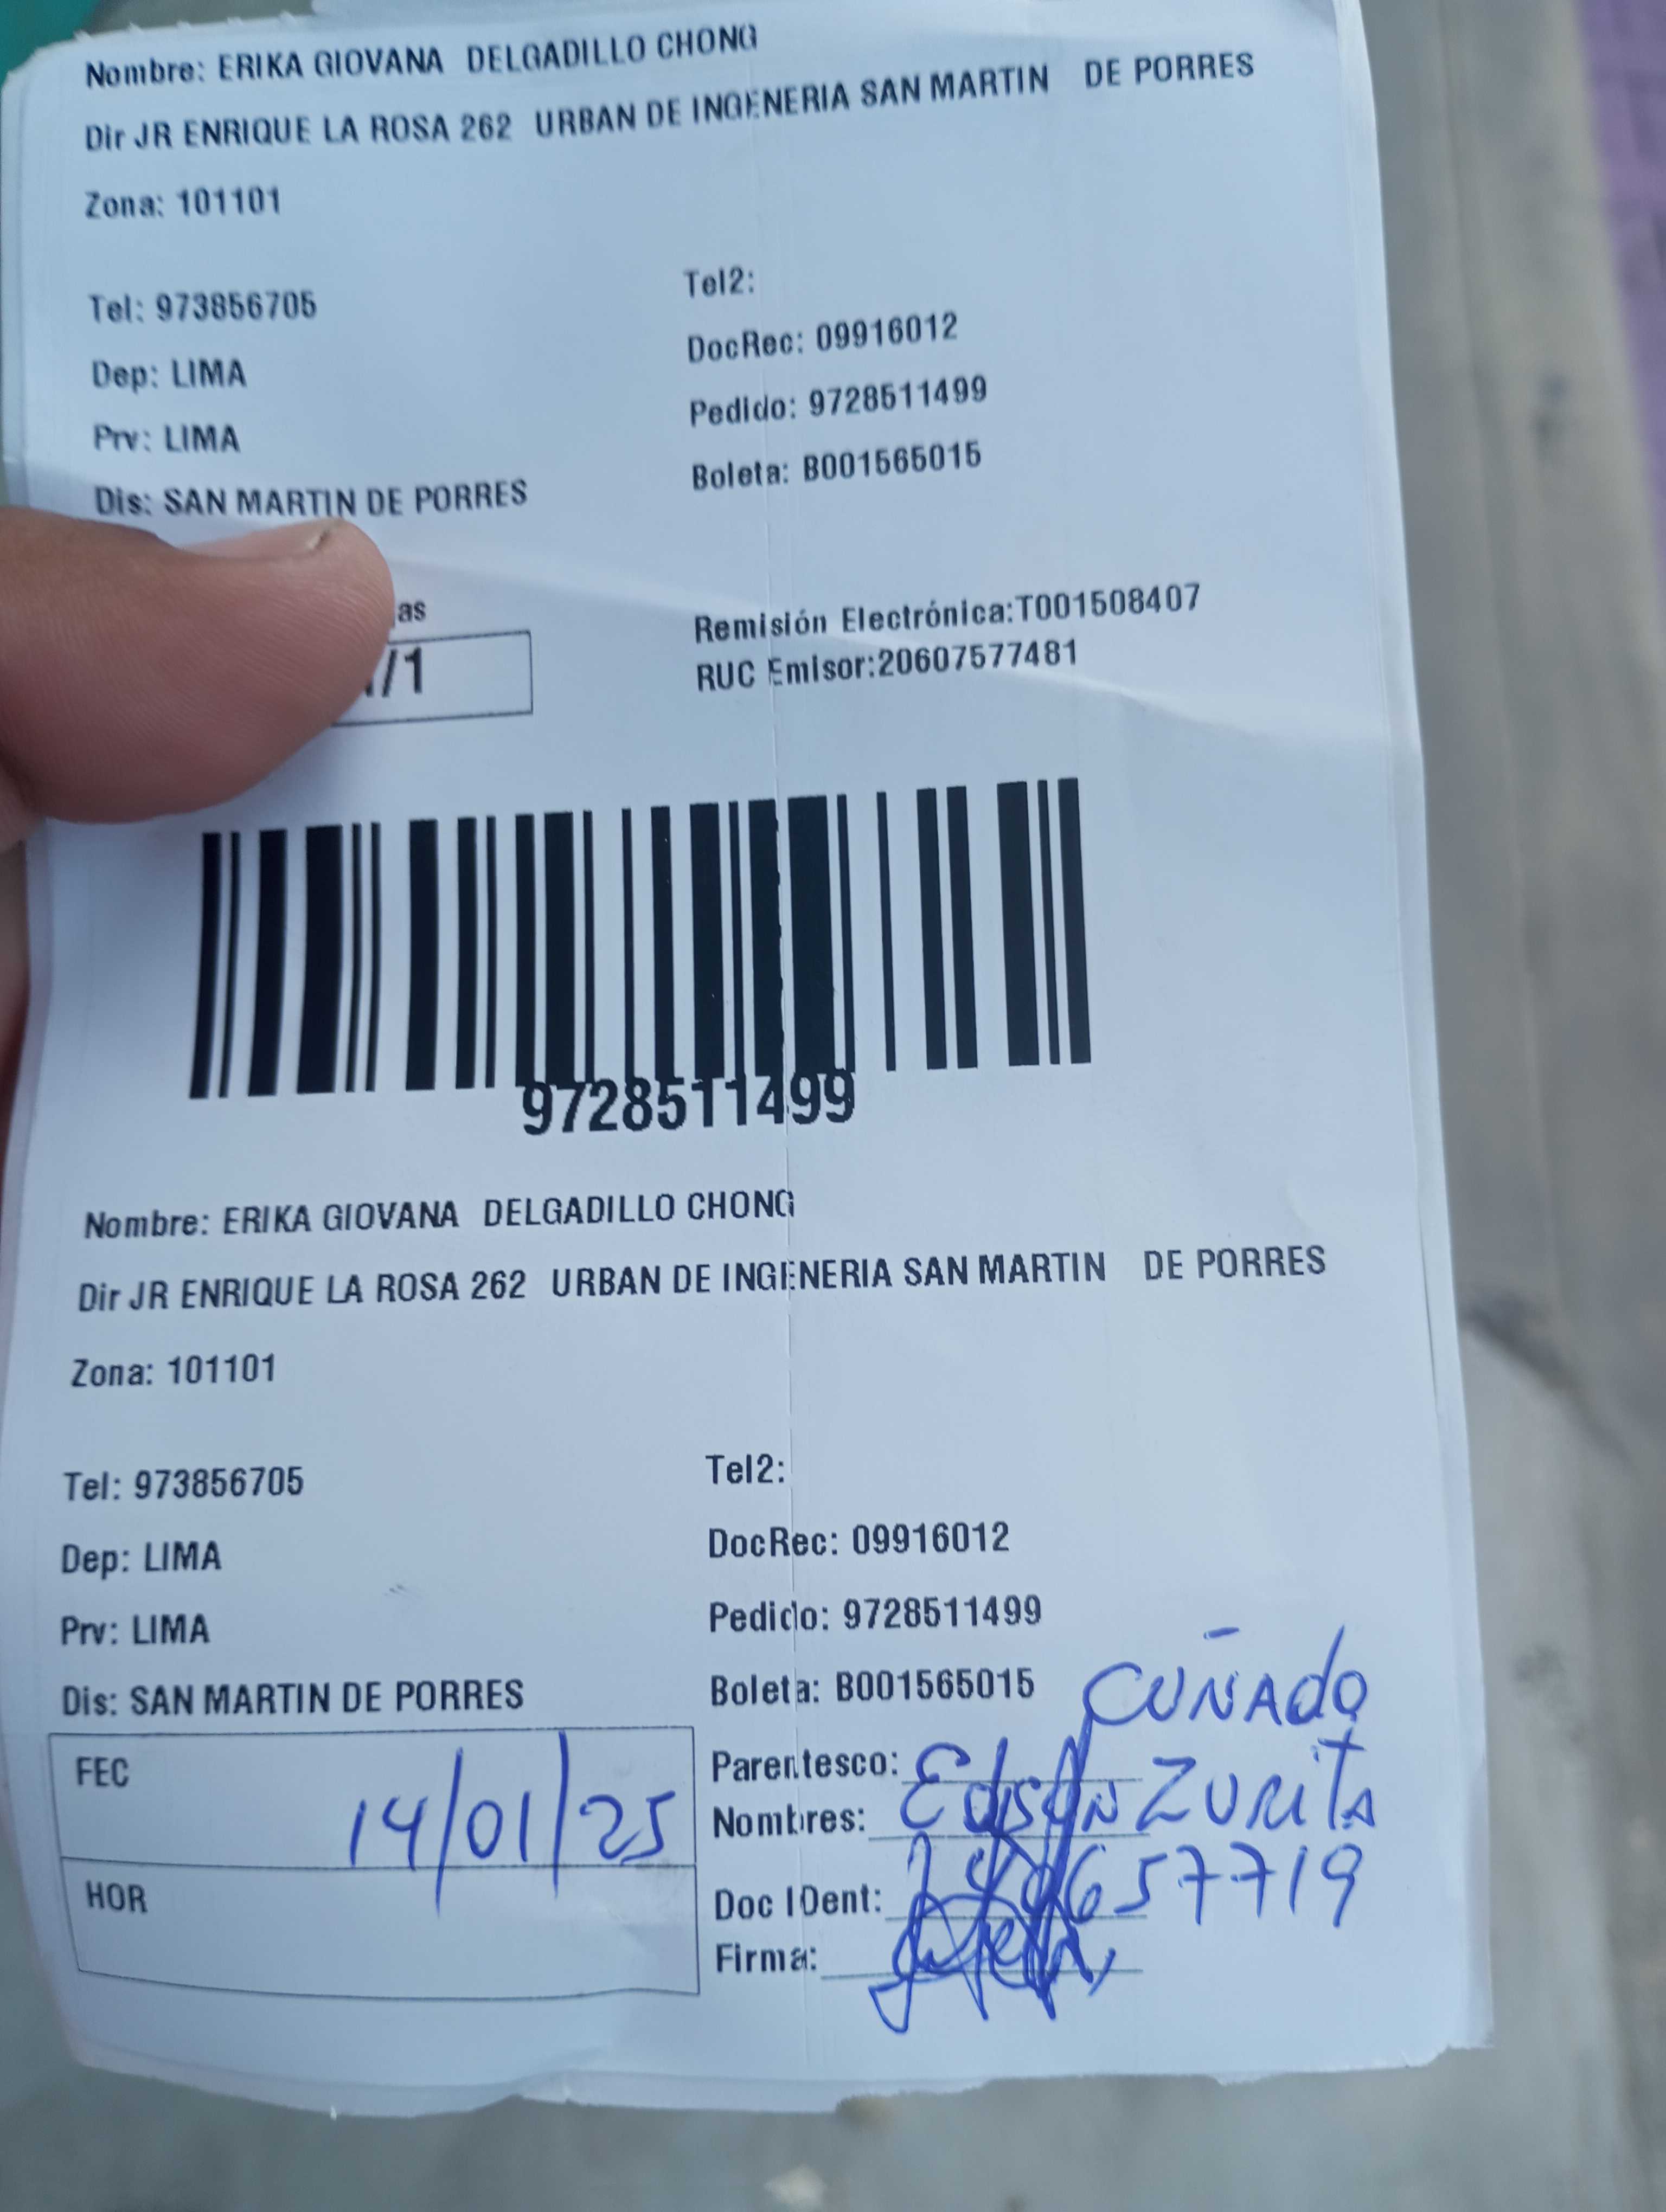 Nombre: ERIKA GIOVANA DELGADILLO CHONG
Dir JR ENRIQUE LA ROSA 262 URBAN DE INGENERIA SAN MARTIN DE PORRES
Zona: 101101
Tel: 973856705
Tel2:
Dep: LIMA
DocRec: 09916012
Prv: LIMA
Pedido: 9728511499
Dis: SAN MARTIN DE PORRES
Boleta: B001565015
as
/1
Remisión Electrónica:T001508407
RUC Emisor:20607577481
9728511499
Nombre: ERIKA GIOVANA DELGADILLO CHONG
Dir JR ENRIQUE LA ROSA 262 URBAN DE INGENERIA SAN MARTIN DE PORRES
Zona: 101101
Tel: 973856705
Tel2:
Dep: LIMA
DocRec: 09916012
Prv: LIMA
Pedido: 9728511499
Dis: SAN MARTIN DE PORRES
Boleta: B001565015
CUÑADO
FEC 14/01/25
Parentesco:
Nombres: EDISON ZURITA
HOR
Doc IDent:
Firma: